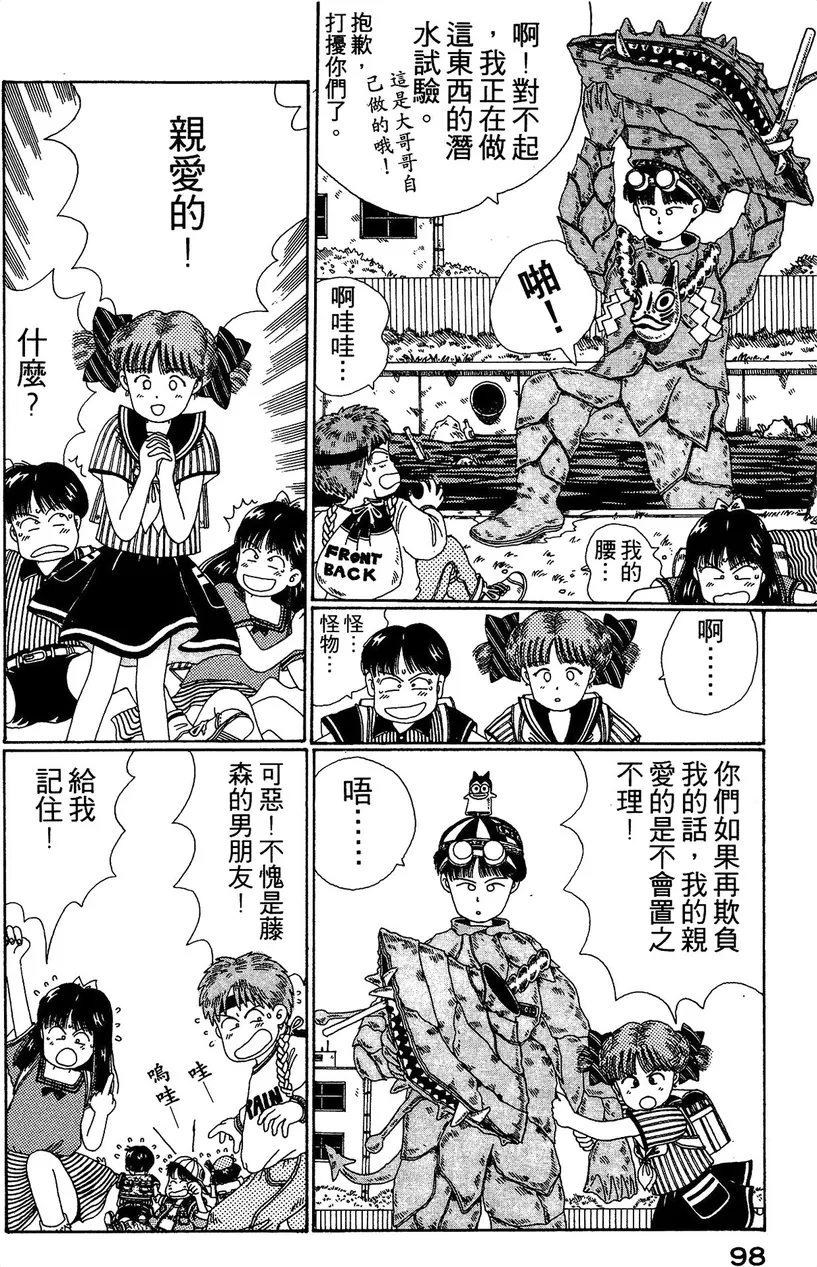 啊！對不起
，我正在做
這東西的潛
水試驗。
這是大哥哥自
己做的哦！
抱歉，
打擾你們了。
啪！
啊哇哇…
FRONT
BACK
我的
腰…
啊……
怪…
怪物…
親愛的！
什麼？
你們如果再欺負
我的話，我的親
愛的是不會置之
不理！
唔……
可惡！不愧是藤
森的男朋友！
給我
記住！
哇－
嗚哇－
PAIN
98